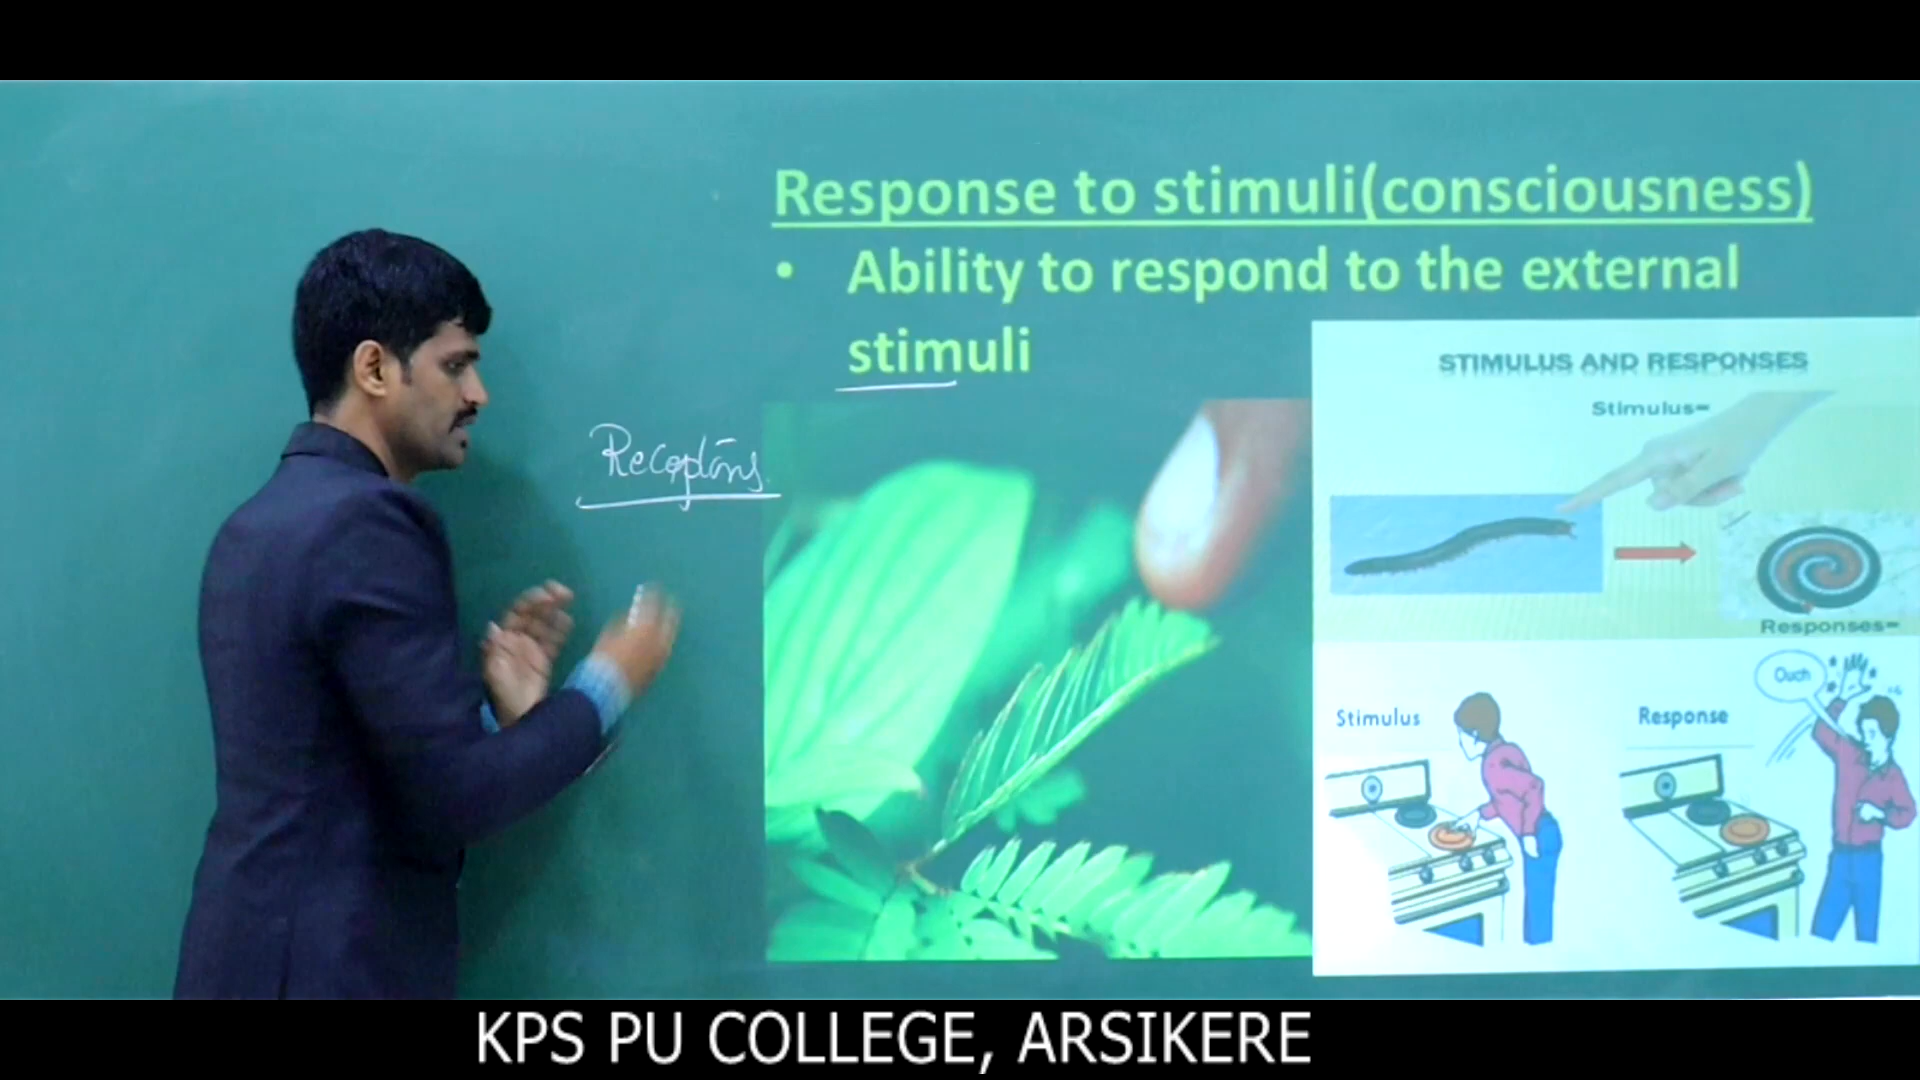 Response to stimuli(consciousness)
• Ability to respond to the external
stimuli
Receptors
STIMULUS AND RESPONSES
Stimulus-
Responses-
Stimulus
Response
Ouch
KPS PU COLLEGE, ARSIKERE